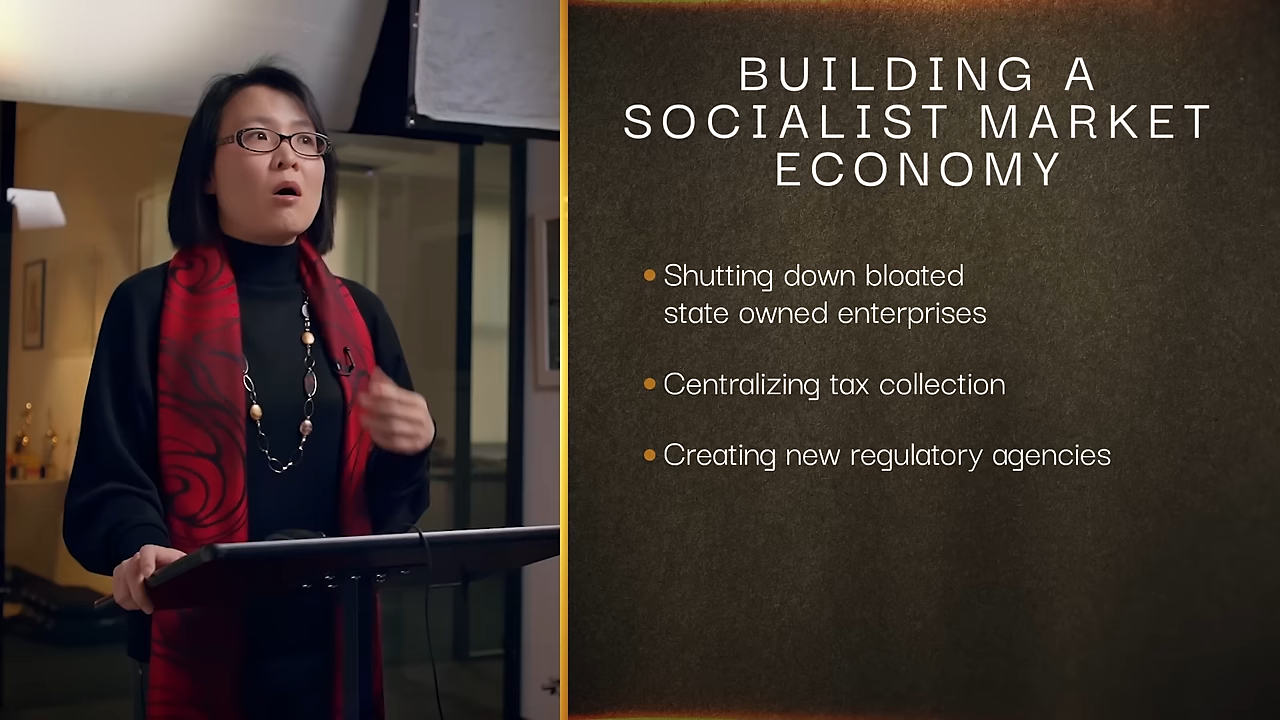 BUILDING A
SOCIALIST MARKET
ECONOMY
• Shutting down bloated
state owned enterprises
• Centralizing tax collection
• Creating new regulatory agencies